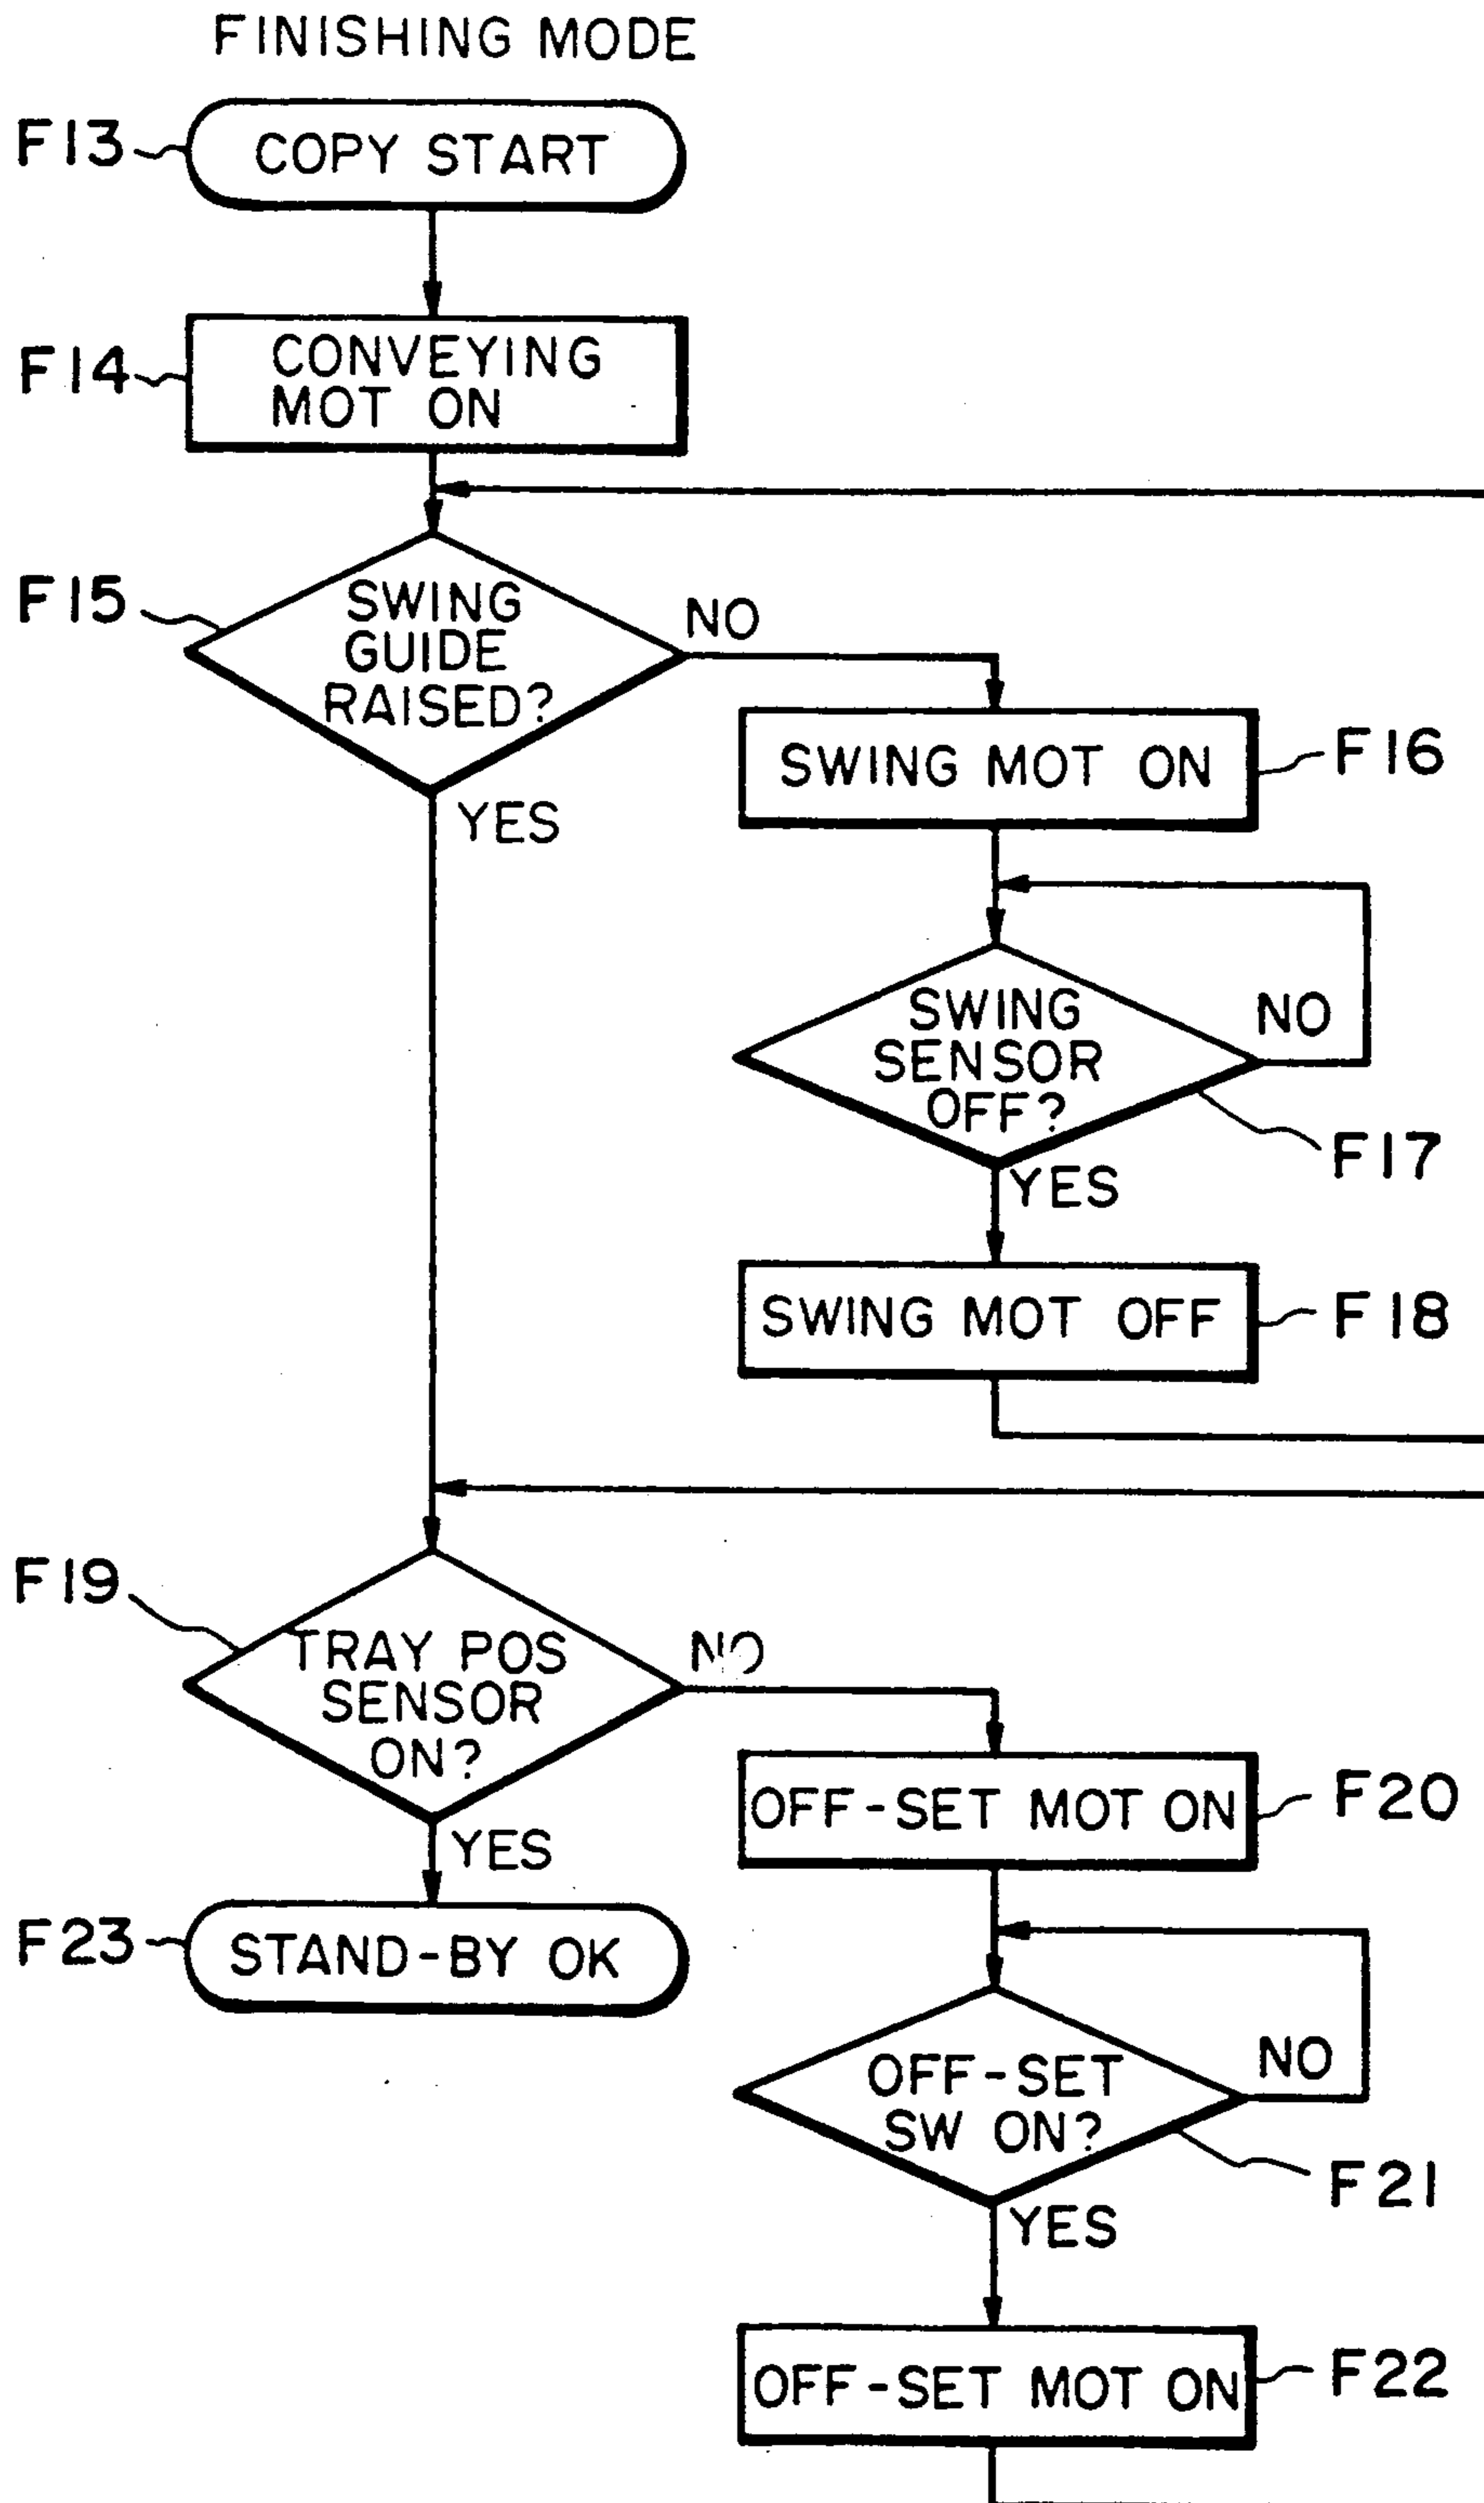 FINISHING MODE
F13
COPY START
F14
CONVEYING
MOT ON
F15
SWING
GUIDE
RAISED?
NO
YES
SWING MOT ON
F16
SWING
SENSOR
OFF?
NO
F17
YES
SWING MOT OFF
F18
F19
TRAY POS
SENSOR
ON?
NO
YES
OFF-SET MOT ON
F20
F23
STAND-BY OK
OFF-SET
SW ON?
NO
F21
YES
OFF-SET MOT ON
F22